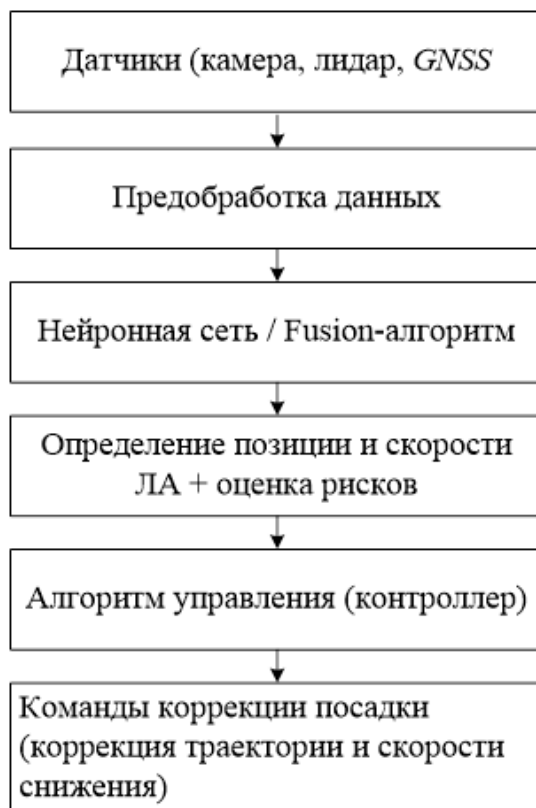 Датчики (камера, лидар, GNSS
Предобработка данных
Нейронная сеть / Fusion-алгоритм
Определение позиции и скорости
ЛА + оценка рисков
Алгоритм управления (контроллер)
Команды коррекции посадки
(коррекция траектории и скорости
снижения)